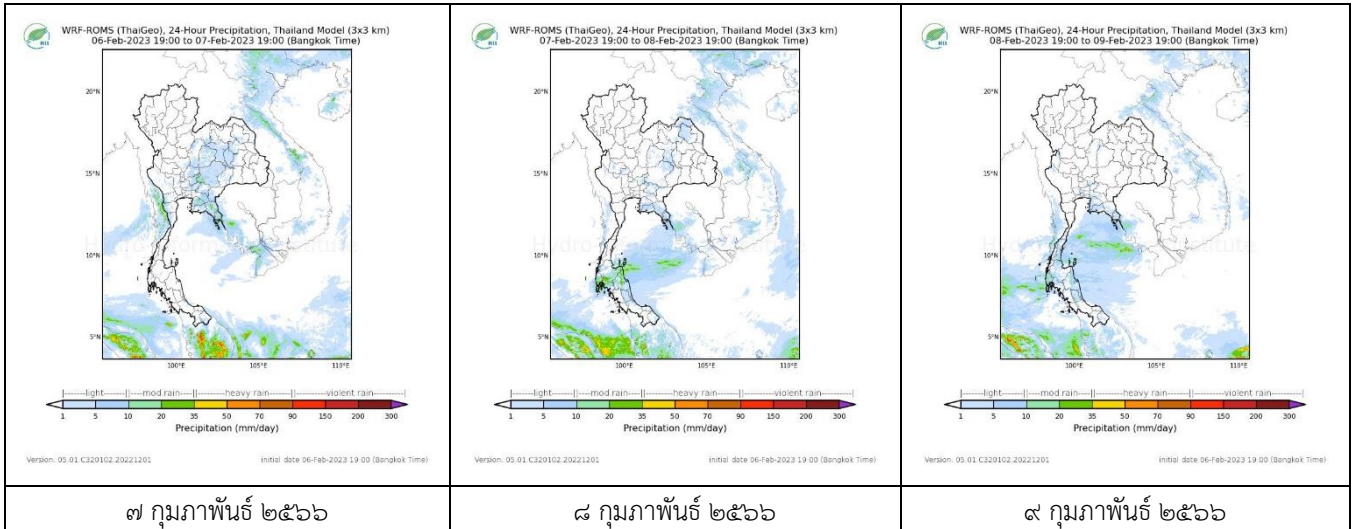 WRF-ROMS (ThaiGeo), 24-Hour Precipitation, Thailand Model (3x3 km)
06-Feb-2023 19:00 to 07-Feb-2023 19:00 (Bangkok Time)
HII
20°N
15°N
10°N
5°N
100°E 105°E 110°E
light mod rain heavy rain violent rain
1 5 10 20 35 50 70 90 150 200 300
Precipitation (mm/day)
Version: 05.01.C320102.20221201 initial date 06-Feb-2023 19:00 (Bangkok Time)
๗ กุมภาพันธ์ ๒๕๖๖
WRF-ROMS (ThaiGeo), 24-Hour Precipitation, Thailand Model (3x3 km)
07-Feb-2023 19:00 to 08-Feb-2023 19:00 (Bangkok Time)
HII
20°N
15°N
10°N
5°N
100°E 105°E 110°E
light mod rain heavy rain violent rain
1 5 10 20 35 50 70 90 150 200 300
Precipitation (mm/day)
Version: 05.01.C320102.20221201 initial date 06-Feb-2023 19:00 (Bangkok Time)
๘ กุมภาพันธ์ ๒๕๖๖
WRF-ROMS (ThaiGeo), 24-Hour Precipitation, Thailand Model (3x3 km)
08-Feb-2023 19:00 to 09-Feb-2023 19:00 (Bangkok Time)
HII
20°N
15°N
10°N
5°N
100°E 105°E 110°E
light mod rain heavy rain violent rain
1 5 10 20 35 50 70 90 150 200 300
Precipitation (mm/day)
Version: 05.01.C320102.20221201 initial date 06-Feb-2023 19:00 (Bangkok Time)
๙ กุมภาพันธ์ ๒๕๖๖